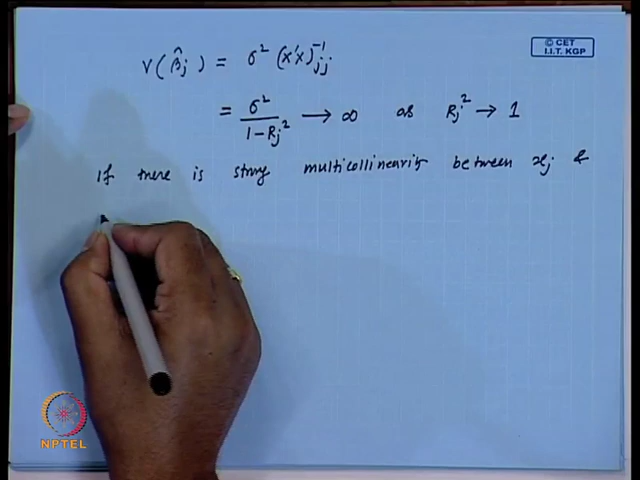 © CET
I.I.T. KGP
V(β̂j) = σ² (X'X)⁻¹jj
= σ² / (1-Rj²) → ∞ as Rj² → 1
If there is strong multicollinearity between xj &
NPTEL